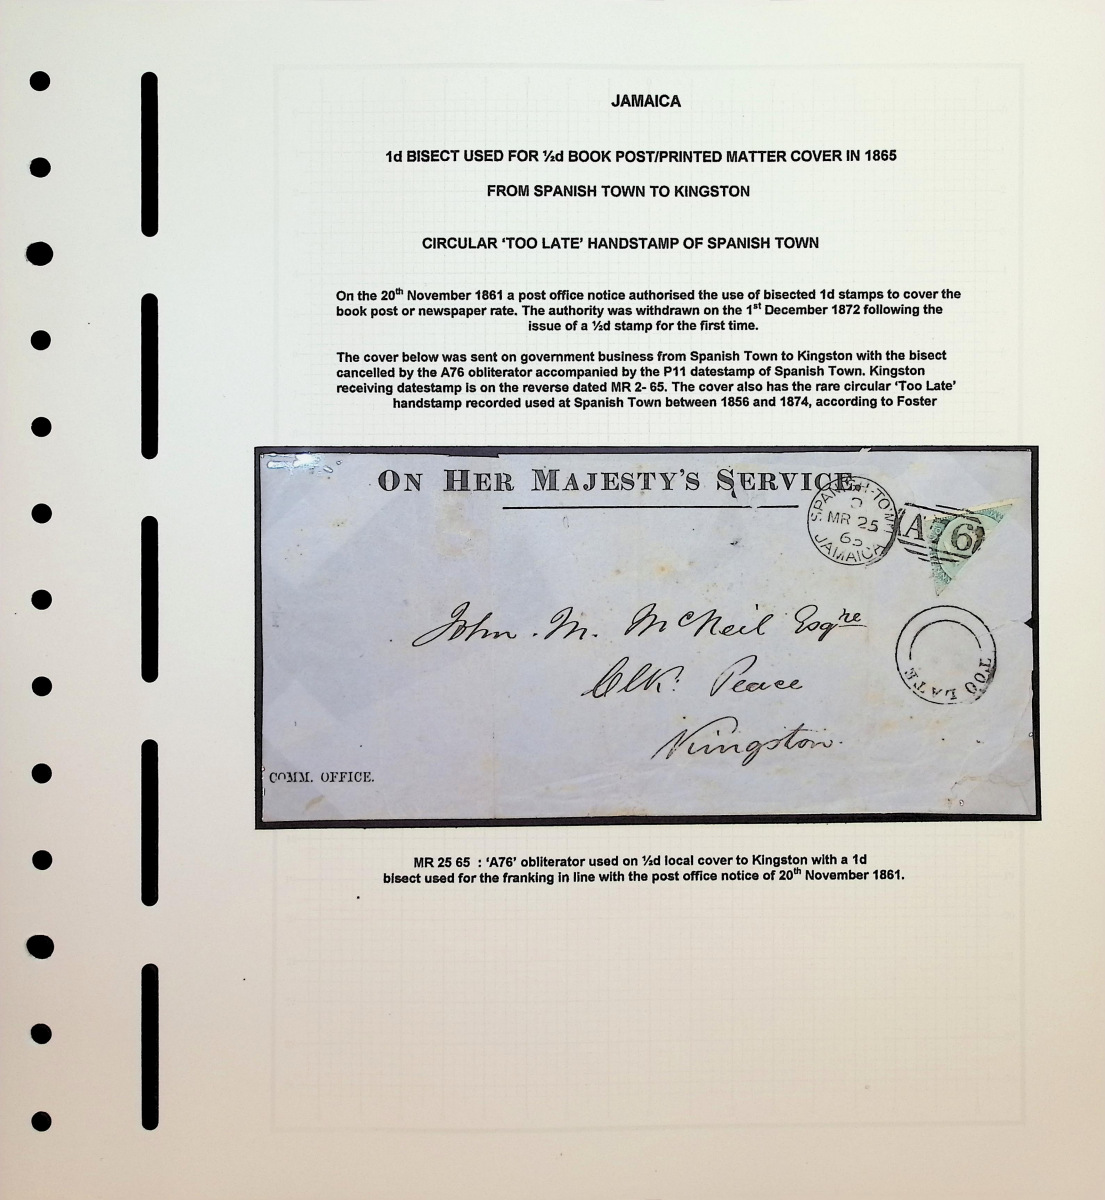 JAMAICA
1d BISECT USED FOR ½d BOOK POST/PRINTED MATTER COVER IN 1865
FROM SPANISH TOWN TO KINGSTON
CIRCULAR ‘TOO LATE’ HANDSTAMP OF SPANISH TOWN
On the 20th November 1861 a post office notice authorised the use of bisected 1d stamps to cover the
book post or newspaper rate. The authority was withdrawn on the 1st December 1872 following the
issue of a ½d stamp for the first time.
The cover below was sent on government business from Spanish Town to Kingston with the bisect
cancelled by the A76 obliterator accompanied by the P11 datestamp of Spanish Town. Kingston
receiving datestamp is on the reverse dated MR 2- 65. The cover also has the rare circular ‘Too Late’
handstamp recorded used at Spanish Town between 1856 and 1874, according to Foster
ON HER MAJESTY'S SERVICE.
SPANISH-TOWN
MR 25
65
JAMAICA
A 76
John . M. McNeil Esqre
Clk: Peace
Kingston.
TOO LATE
COMM. OFFICE.
MR 25 65 : ‘A76’ obliterator used on ½d local cover to Kingston with a 1d
bisect used for the franking in line with the post office notice of 20th November 1861.